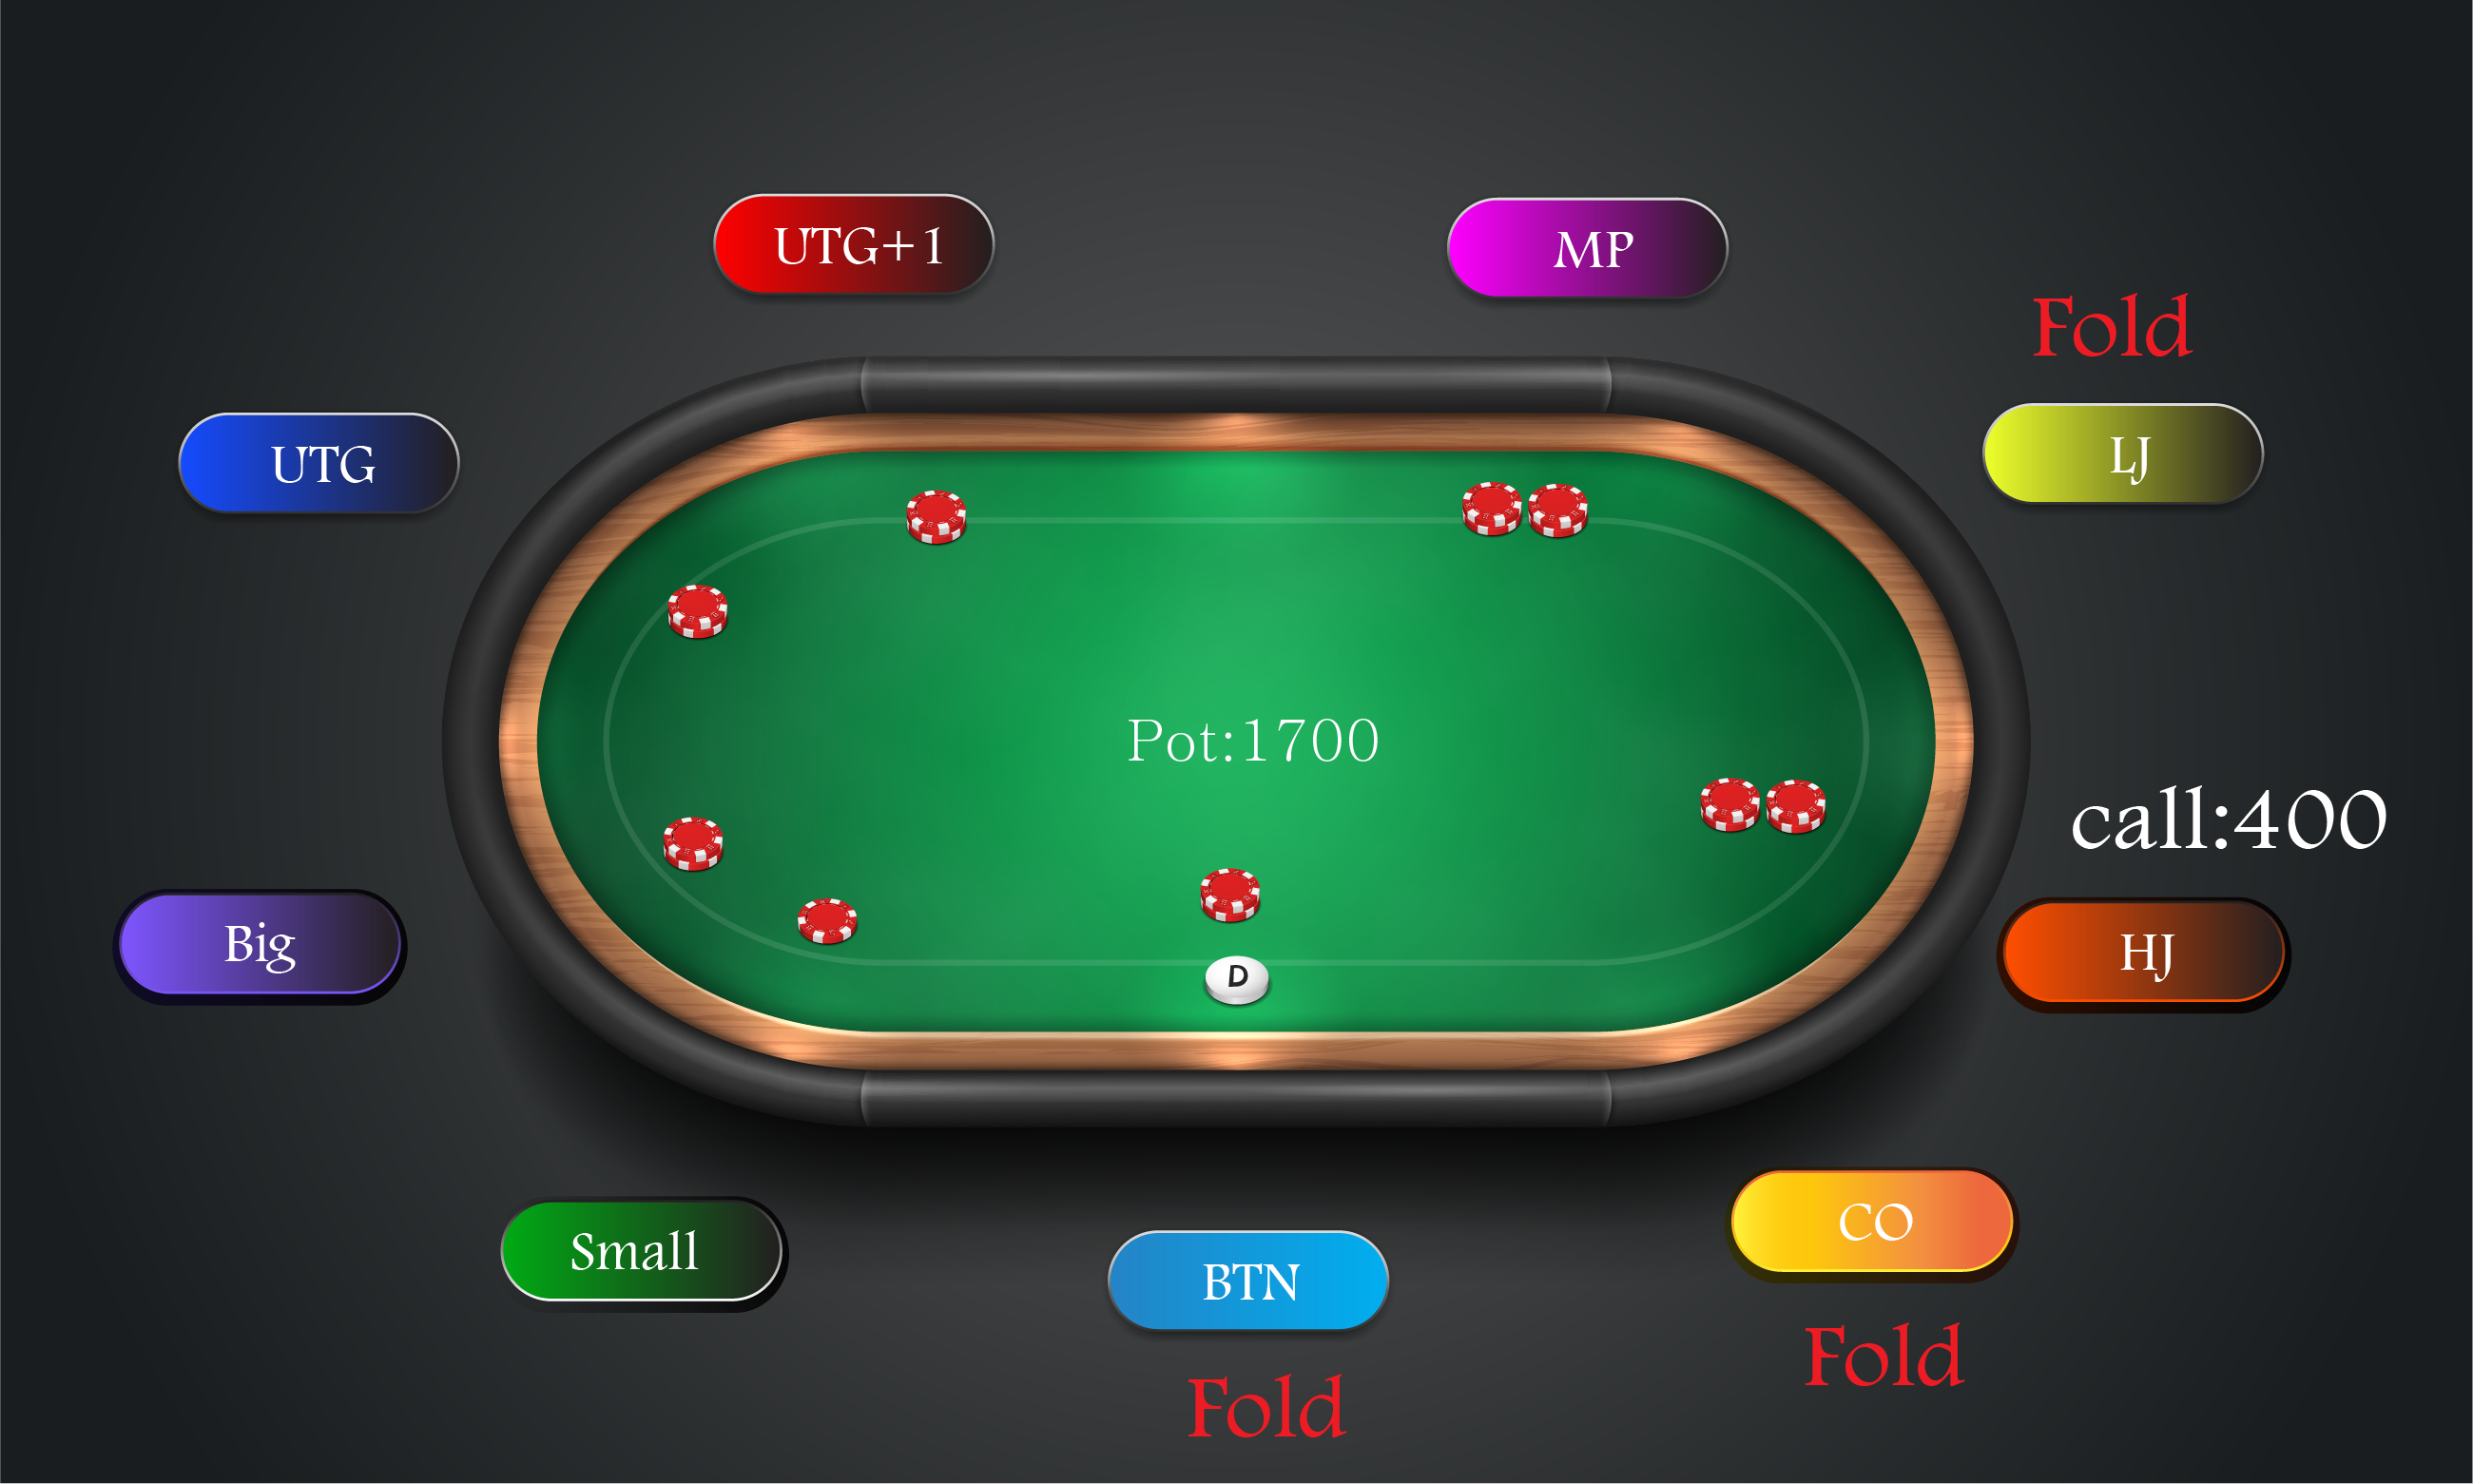 UTG+1
MP
Fold
UTG
LJ
Pot:1700
call:400
Big
HJ
D
CO
Small
BTN
Fold
Fold